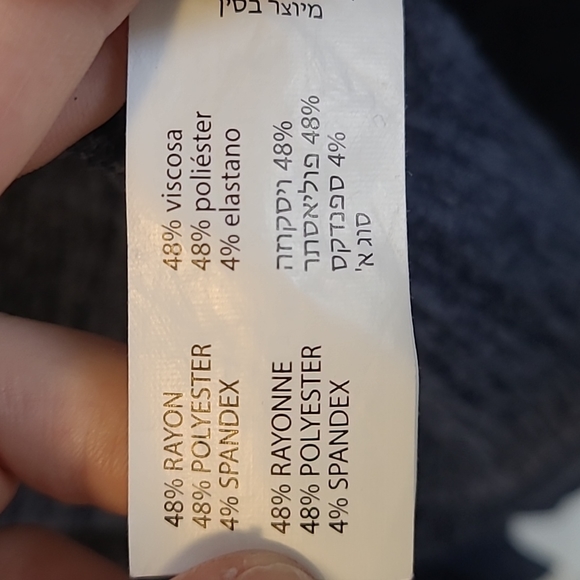 48% RAYON
48% POLYESTER
4% SPANDEX
48% RAYONNE
48% POLYESTER
4% SPANDEX
48% viscosa
48% poliéster
4% elastano
48% ויסקוזה
48% פוליאסתר
4% ספנדקס
סוג א'
מיוצר בסין